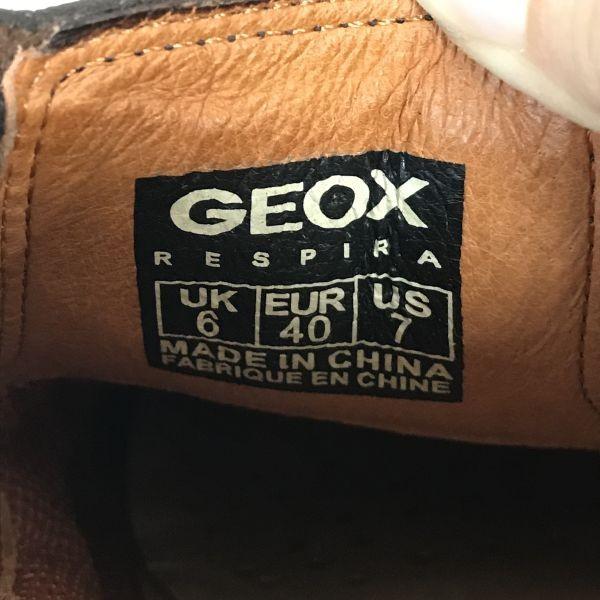 GEOX
RESPIRA
UK EUR US
6 40 7
MADE IN CHINA
FABRIQUE EN CHINE